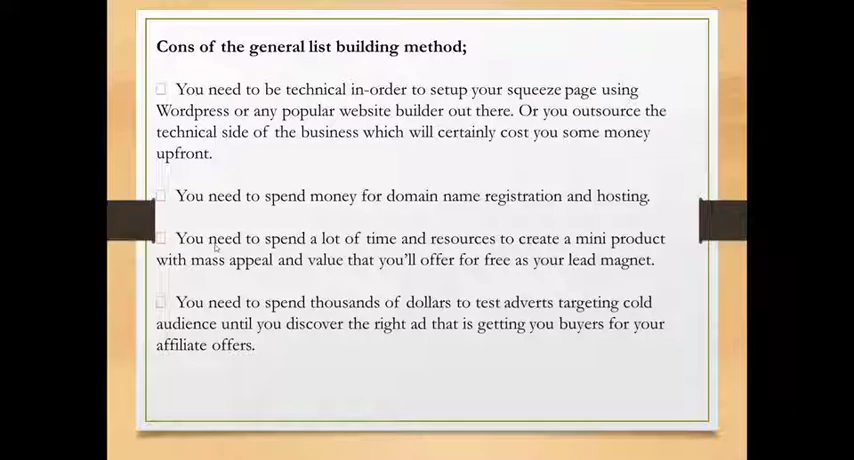 Cons of the general list building method;
You need to be technical in-order to setup your squeeze page using
Wordpress or any popular website builder out there. Or you outsource the
technical side of the business which will certainly cost you some money
upfront.
You need to spend money for domain name registration and hosting.
You need to spend a lot of time and resources to create a mini product
with mass appeal and value that you'll offer for free as your lead magnet.
You need to spend thousands of dollars to test adverts targeting cold
audience until you discover the right ad that is getting you buyers for your
affiliate offers.